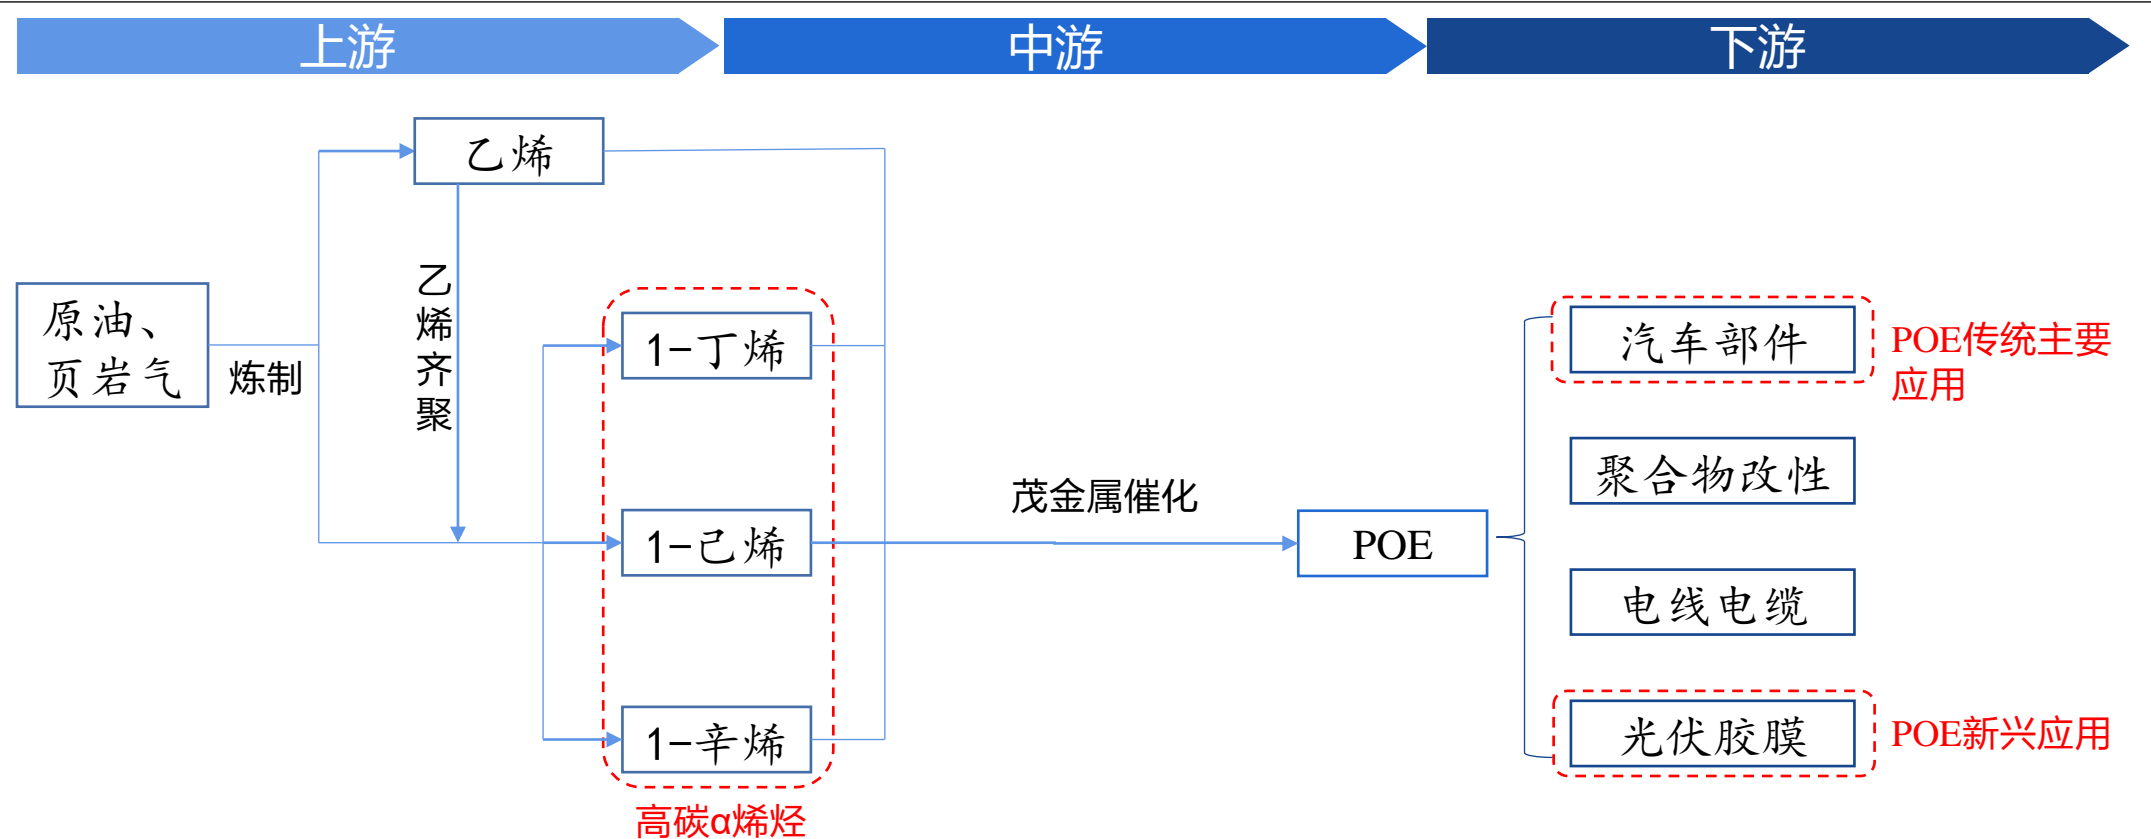 上游
中游
下游
乙烯
乙烯齐聚
原油、
页岩气
炼制
1-丁烯
1-己烯
1-辛烯
高碳α烯烃
茂金属催化
POE
汽车部件
POE传统主要
应用
聚合物改性
电线电缆
光伏胶膜
POE新兴应用